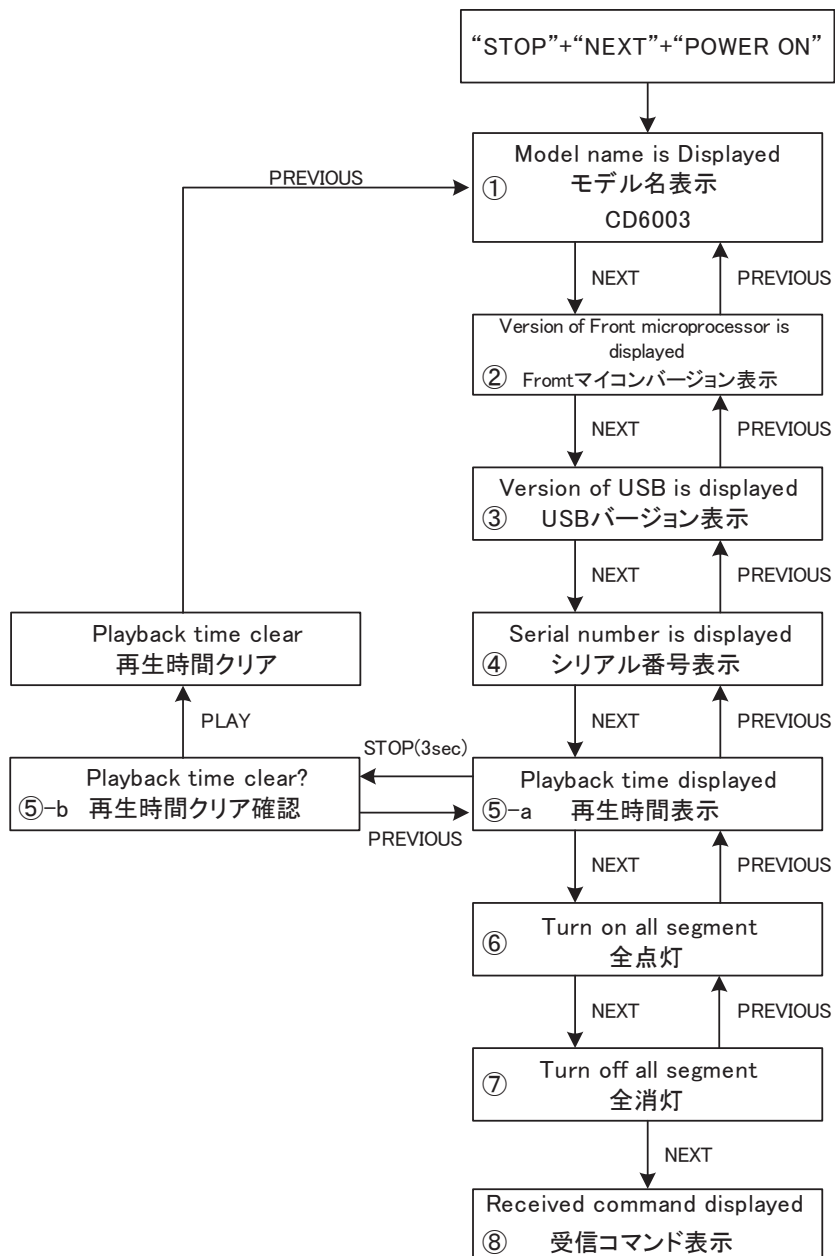 “STOP”+“NEXT”+“POWER ON”
Model name is Displayed
① モデル名表示
CD6003
PREVIOUS
NEXT
PREVIOUS
Version of Front microprocessor is
displayed
② Fromtマイコンバージョン表示
NEXT
PREVIOUS
Version of USB is displayed
③ USBバージョン表示
NEXT
PREVIOUS
Serial number is displayed
④ シリアル番号表示
Playback time clear
再生時間クリア
NEXT
PREVIOUS
PLAY
STOP(3sec)
Playback time clear?
⑤-b 再生時間クリア確認
PREVIOUS
Playback time displayed
⑤-a 再生時間表示
NEXT
PREVIOUS
Turn on all segment
⑥ 全点灯
NEXT
PREVIOUS
Turn off all segment
⑦ 全消灯
NEXT
Received command displayed
⑧ 受信コマンド表示